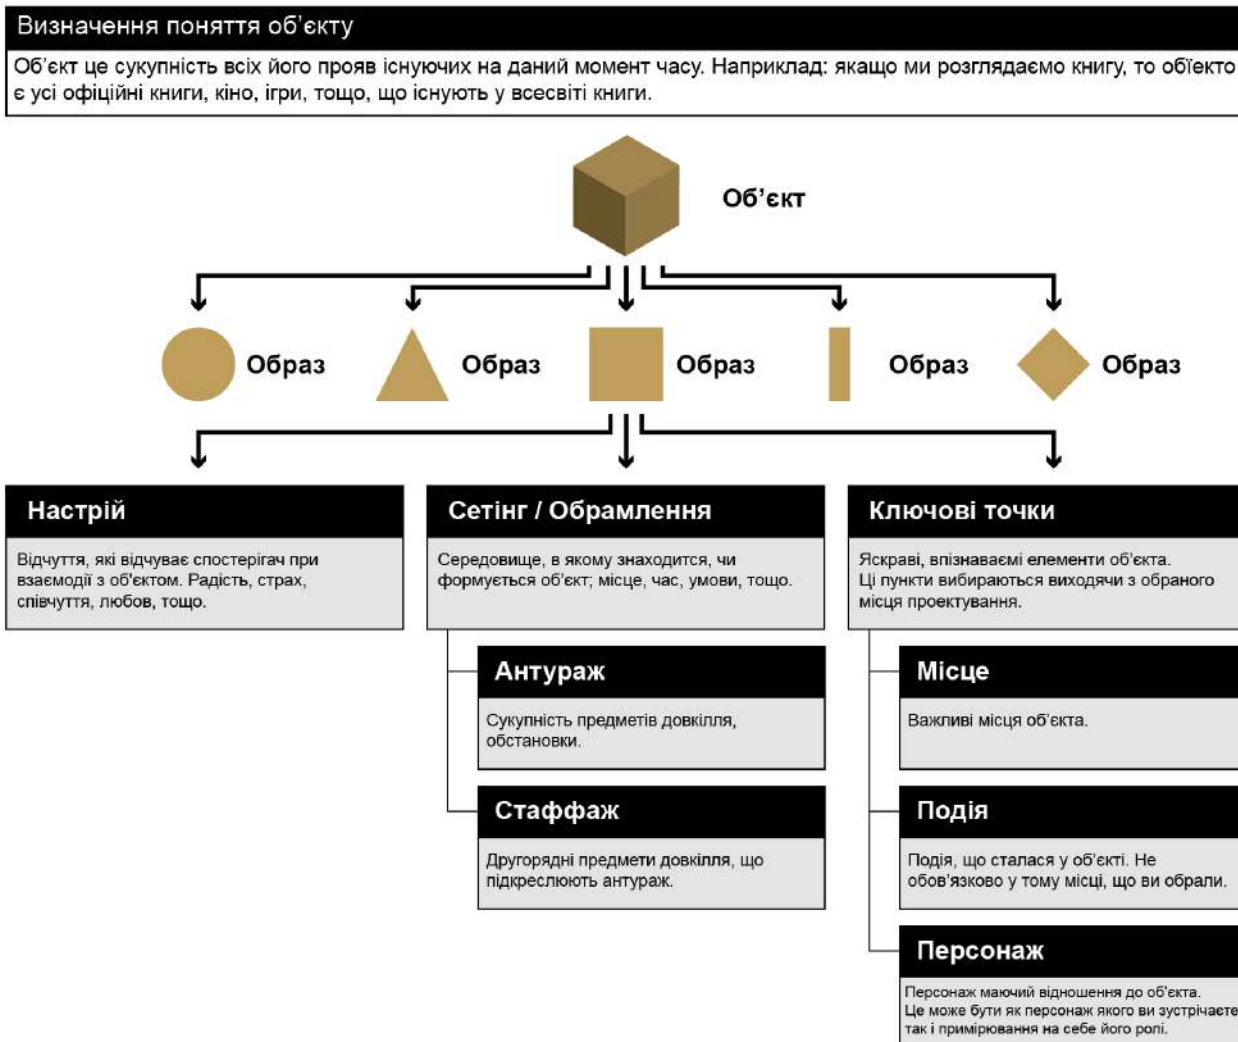 Визначення поняття об’єкту
Об’єкт це сукупність всіх його прояв існуючих на даний момент часу. Наприклад: якащо ми розглядаємо книгу, то обїекто
є усі офіційні книги, кіно, ігри, тощо, що існують у всесвіті книги.
Об’єкт
Образ
Образ
Образ
Образ
Образ
Настрій
Відчуття, які відчуває спостерігач при
взаємодії з об’єктом. Радість, страх,
співчуття, любов, тощо.
Сетінг / Обрамлення
Середовище, в якому знаходится, чи
формується об’єкт; місце, час, умови, тощо.
Антураж
Сукупність предметів довкілля,
обстановки.
Стаффаж
Другорядні предмети довкілля, що
підкреслюють антураж.
Ключові точки
Яскраві, впізнаваємі елементи об’єкта.
Ці пункти вибираються виходячи з обраного
місця проектування.
Місце
Важливі місця об’єкта.
Подія
Подія, що сталася у об’єкті. Не
обов’язково у тому місці, що ви обрали.
Персонаж
Персонаж маючий відношення до об’єкта.
Це може бути як персонаж якого ви зустрічаєте
так і примірювання на себе його ролі.